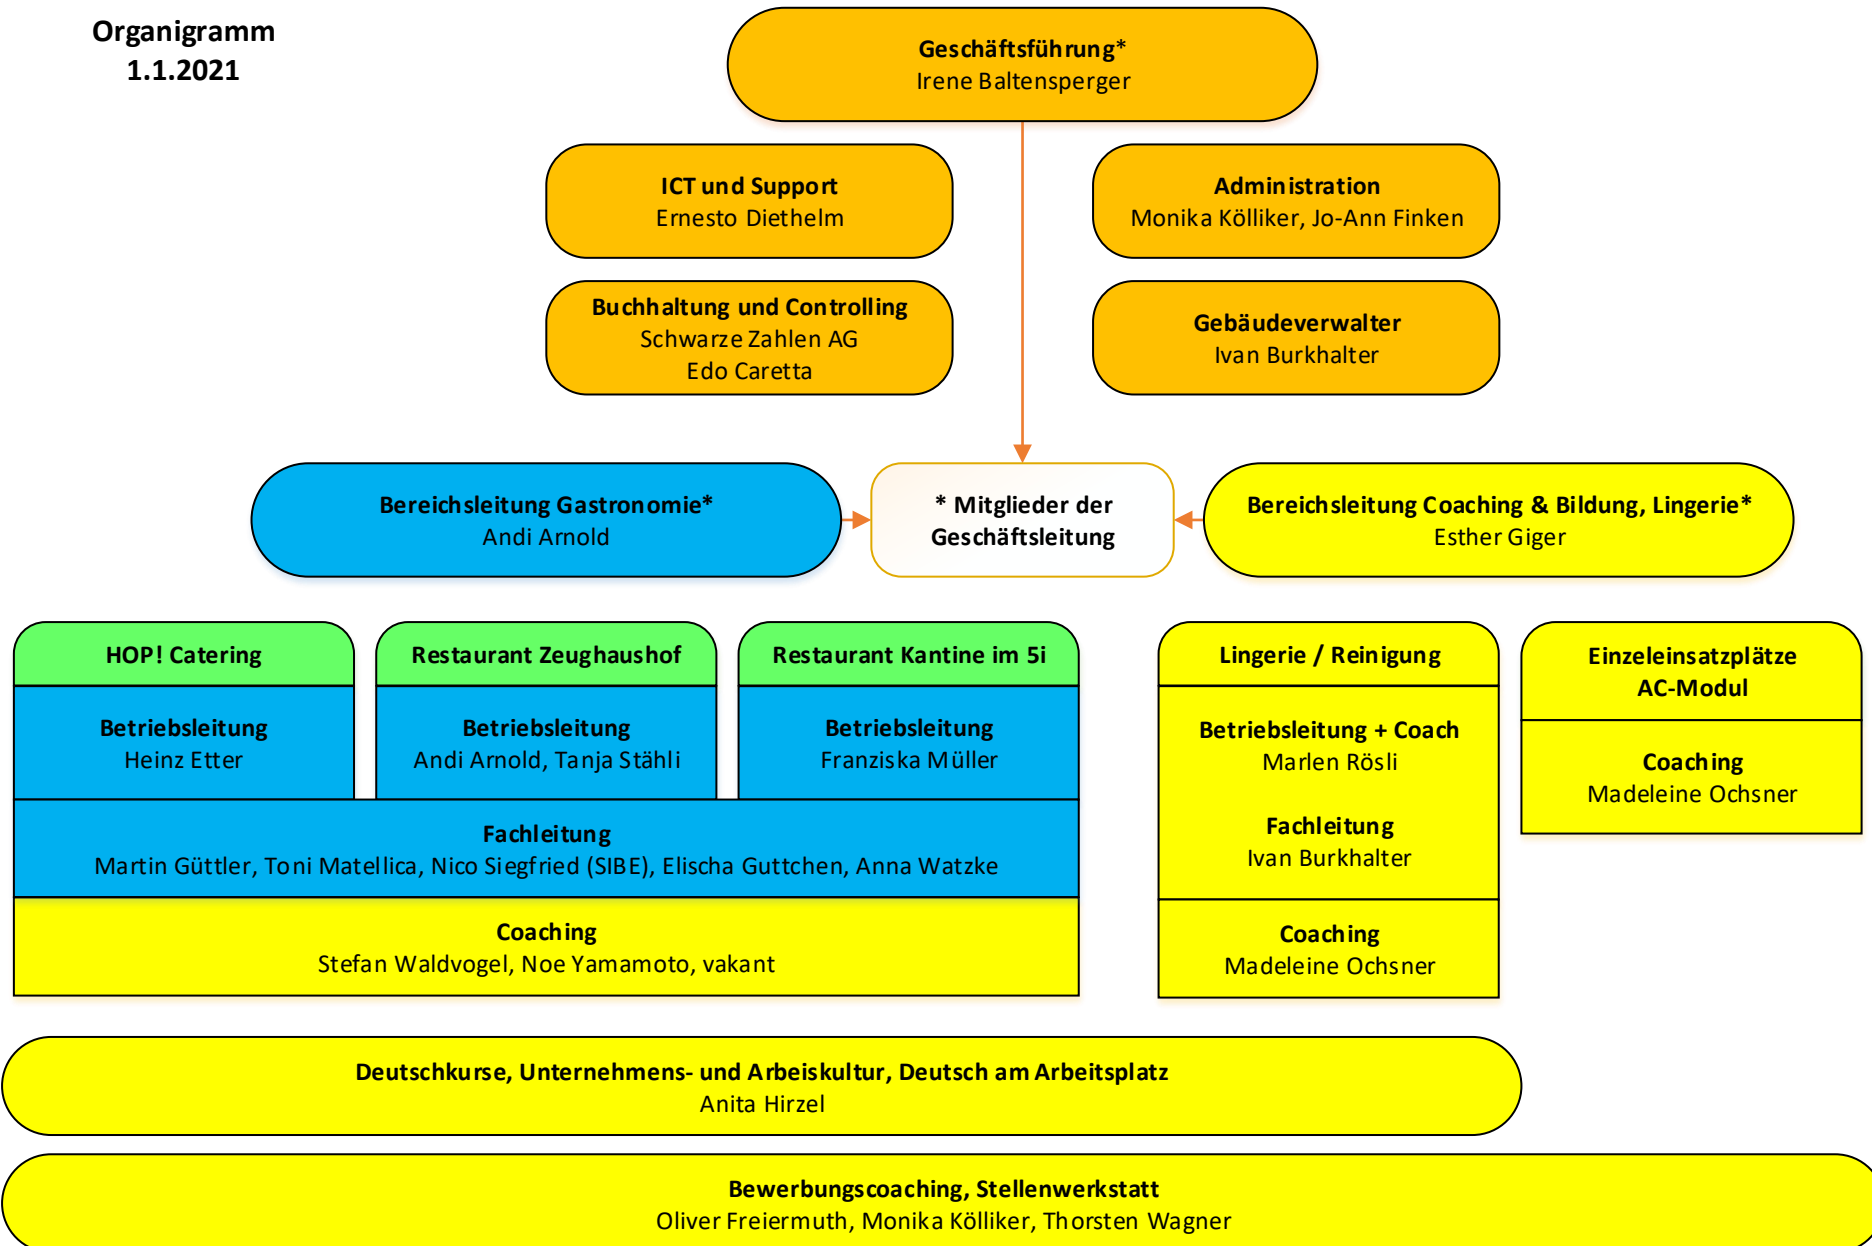 Organigramm
1.1.2021
Geschäftsführung*
Irene Baltensperger
ICT und Support
Ernesto Diethelm
Administration
Monika Kölliker, Jo-Ann Finken
Buchhaltung und Controlling
Schwarze Zahlen AG
Edo Caretta
Gebäudeverwalter
Ivan Burkhalter
Bereichsleitung Gastronomie*
Andi Arnold
* Mitglieder der
Geschäftsleitung
Bereichsleitung Coaching & Bildung, Lingerie*
Esther Giger
HOP! Catering
Betriebsleitung
Heinz Etter
Restaurant Zeughaushof
Betriebsleitung
Andi Arnold, Tanja Stähli
Restaurant Kantine im 5i
Betriebsleitung
Franziska Müller
Fachleitung
Martin Güttler, Toni Matellica, Nico Siegfried (SIBE), Elischa Guttchen, Anna Watzke
Coaching
Stefan Waldvogel, Noe Yamamoto, vakant
Lingerie / Reinigung
Betriebsleitung + Coach
Marlen Rösli
Fachleitung
Ivan Burkhalter
Coaching
Madeleine Ochsner
Einzeleinsatzplätze
AC-Modul
Coaching
Madeleine Ochsner
Deutschkurse, Unternehmens- und Arbeiskultur, Deutsch am Arbeitsplatz
Anita Hirzel
Bewerbungscoaching, Stellenwerkstatt
Oliver Freiermuth, Monika Kölliker, Thorsten Wagner